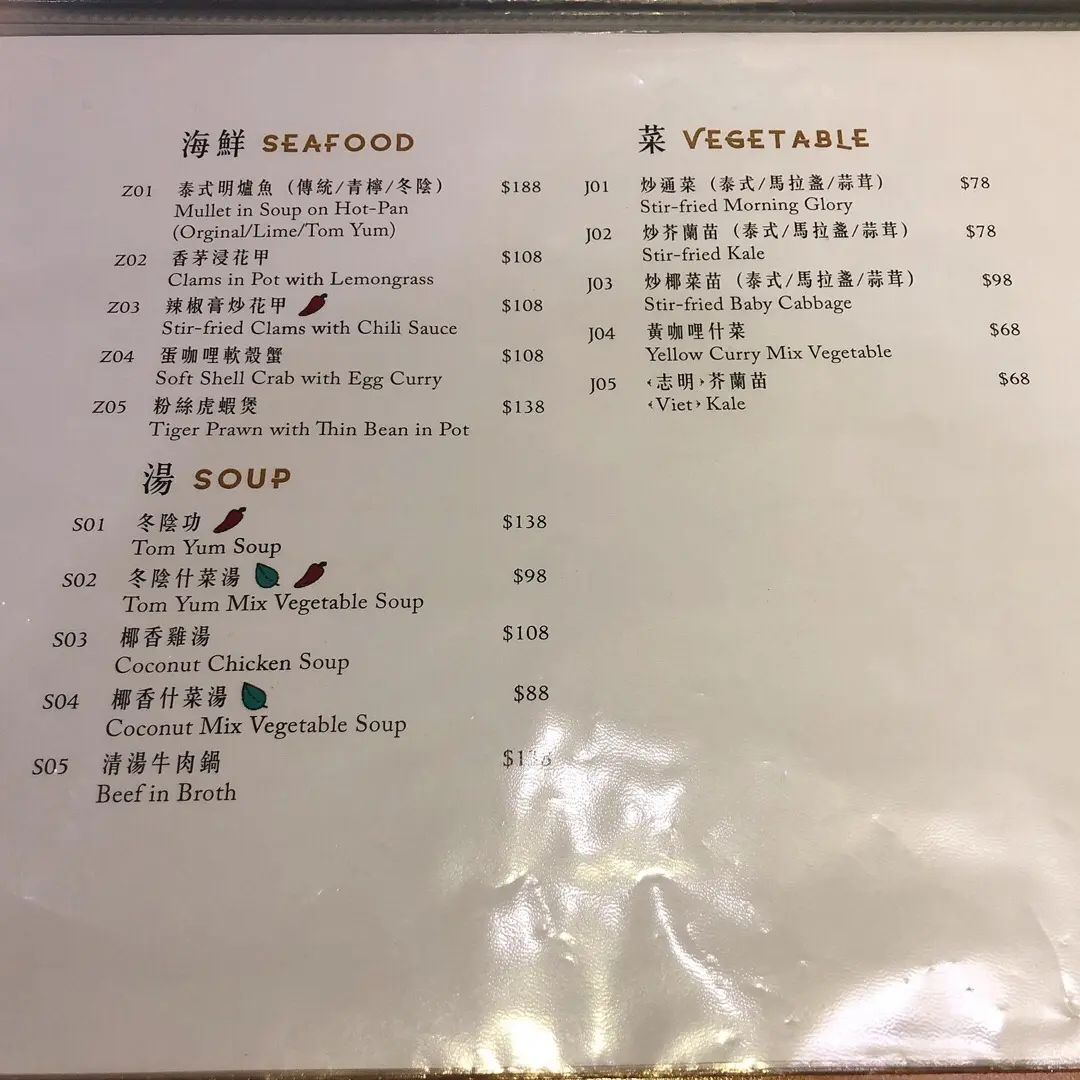 海鮮 SEAFOOD
Z01 泰式明爐魚（傳統/青檸/冬陰） $188
Mullet in Soup on Hot-Pan
(Orginal/Lime/Tom Yum)
Z02 香茅浸花甲 $108
Clams in Pot with Lemongrass
Z03 辣椒膏炒花甲 $108
Stir-fried Clams with Chili Sauce
Z04 蛋咖哩軟殼蟹 $108
Soft Shell Crab with Egg Curry
Z05 粉絲虎蝦煲 $138
Tiger Prawn with Thin Bean in Pot
湯 SOUP
S01 冬陰功 $138
Tom Yum Soup
S02 冬陰什菜湯 $98
Tom Yum Mix Vegetable Soup
S03 椰香雞湯 $108
Coconut Chicken Soup
S04 椰香什菜湯 $88
Coconut Mix Vegetable Soup
S05 清湯牛肉鍋
Beef in Broth
菜 VEGETABLE
J01 炒通菜（泰式/馬拉盞/蒜茸） $78
Stir-fried Morning Glory
J02 炒芥蘭苗（泰式/馬拉盞/蒜茸） $78
Stir-fried Kale
J03 炒椰菜苗（泰式/馬拉盞/蒜茸） $98
Stir-fried Baby Cabbage
J04 黃咖哩什菜 $68
Yellow Curry Mix Vegetable
J05 ‹志明›芥蘭苗 $68
‹Viet› Kale